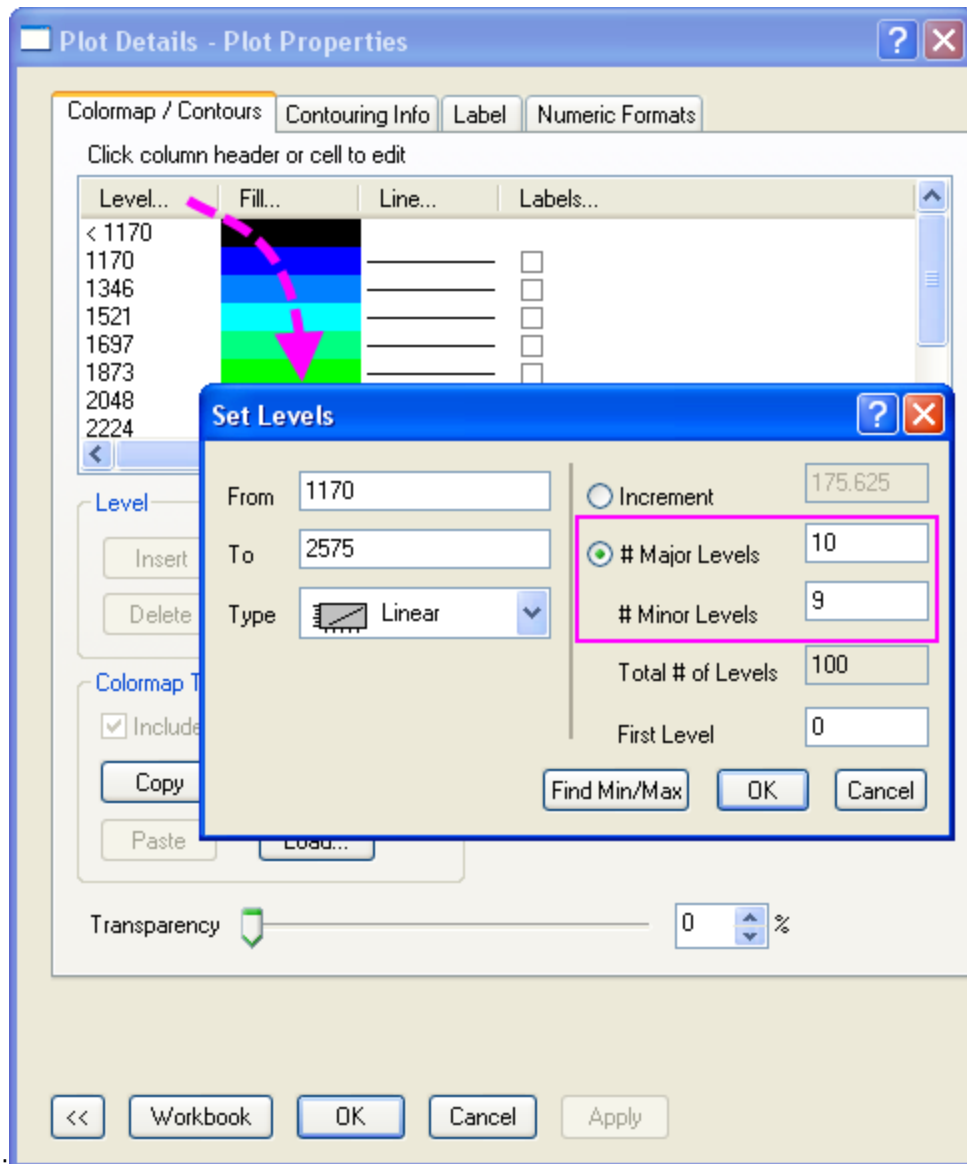 Plot Details - Plot Properties
Colormap / Contours Contouring Info Label Numeric Formats
Click column header or cell to edit
Level... Fill... Line... Labels...
< 1170
1170
1346
1521
1697
1873
2048
2224
Set Levels
From 1170
To 2575
Type Linear
Increment 175.625
# Major Levels 10
# Minor Levels 9
Total # of Levels 100
First Level 0
Find Min/Max OK Cancel
Level
Insert
Delete
Colormap T
Include
Copy
Paste Load...
Transparency 0 %
<< Workbook OK Cancel Apply
.